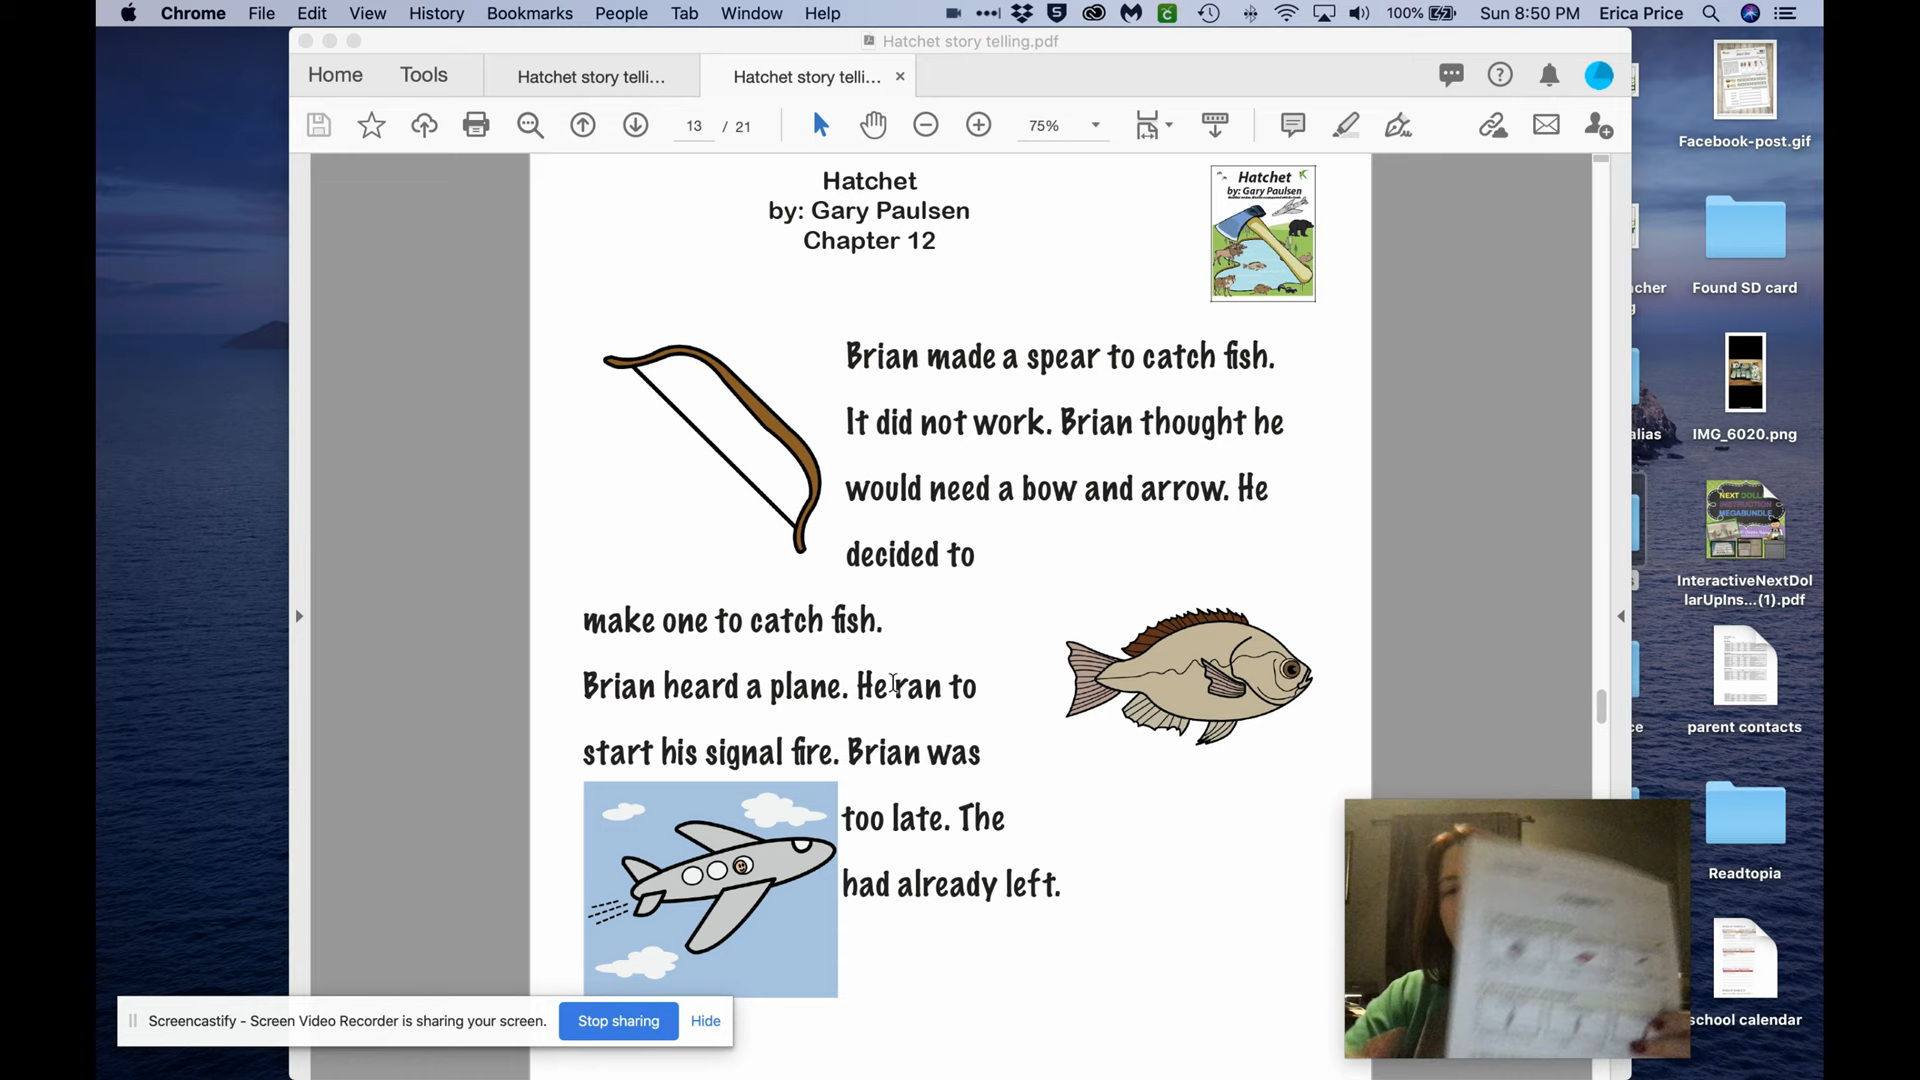 Chrome File Edit View History Bookmarks People Tab Window Help 100% Sun 8:50 PM Erica Price
Hatchet story telling.pdf
Home Tools Hatchet story telli... Hatchet story telli...
13 / 21 75%
Hatchet
by: Gary Paulsen
Chapter 12
Hatchet
by: Gary Paulsen
Brian made a spear to catch fish.
It did not work. Brian thought he
would need a bow and arrow. He
decided to
make one to catch fish.
Brian heard a plane. He ran to
start his signal fire. Brian was
too late. The
had already left.
Screencastify - Screen Video Recorder is sharing your screen. Stop sharing Hide
Facebook-post.gif
Found SD card
IMG_6020.png
NEXT DOLLAR
INSTRUCTION
MEGABUNDLE
InteractiveNextDol
larUpIns...(1).pdf
parent contacts
Readtopia
school calendar